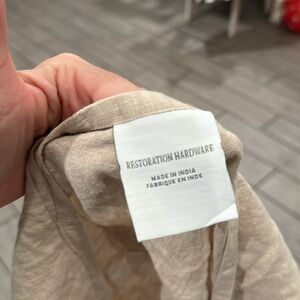 RESTORATION HARDWARE
MADE IN INDIA
FABRIQUE EN INDE